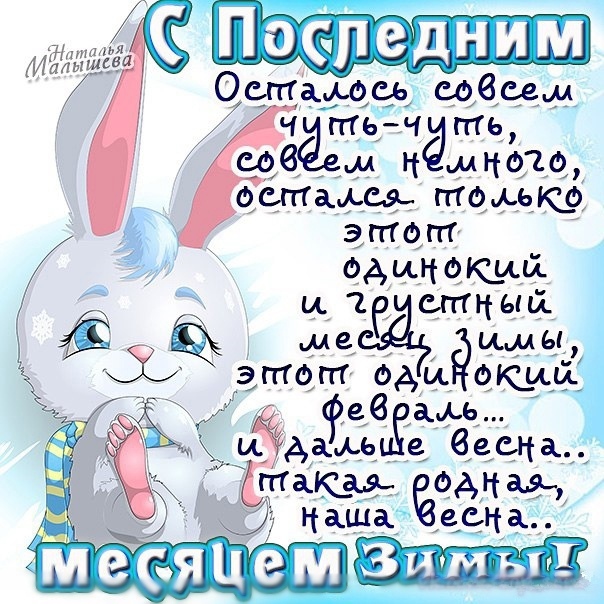 Наталья
Малышева
С Последним
Осталось совсем
чуть-чуть,
совсем немного,
остался только
этот
одинокий
и грустный
месяц зимы,
этот одинокий
февраль...
и дальше весна..
такая родная,
наша весна..
месяцем Зимы!